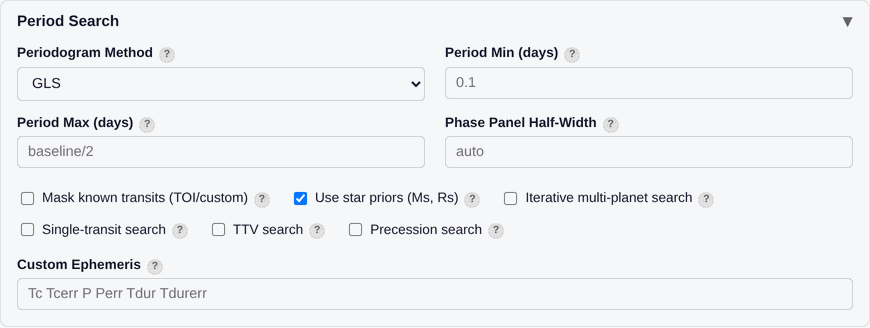 Period Search ▼
Periodogram Method ? Period Min (days) ?
GLS 0.1
Period Max (days) ? Phase Panel Half-Width ?
baseline/2 auto
Mask known transits (TOI/custom) ? Use star priors (Ms, Rs) ? Iterative multi-planet search ?
Single-transit search ? TTV search ? Precession search ?
Custom Ephemeris ?
Tc Tcerr P Perr Tdur Tdurerr